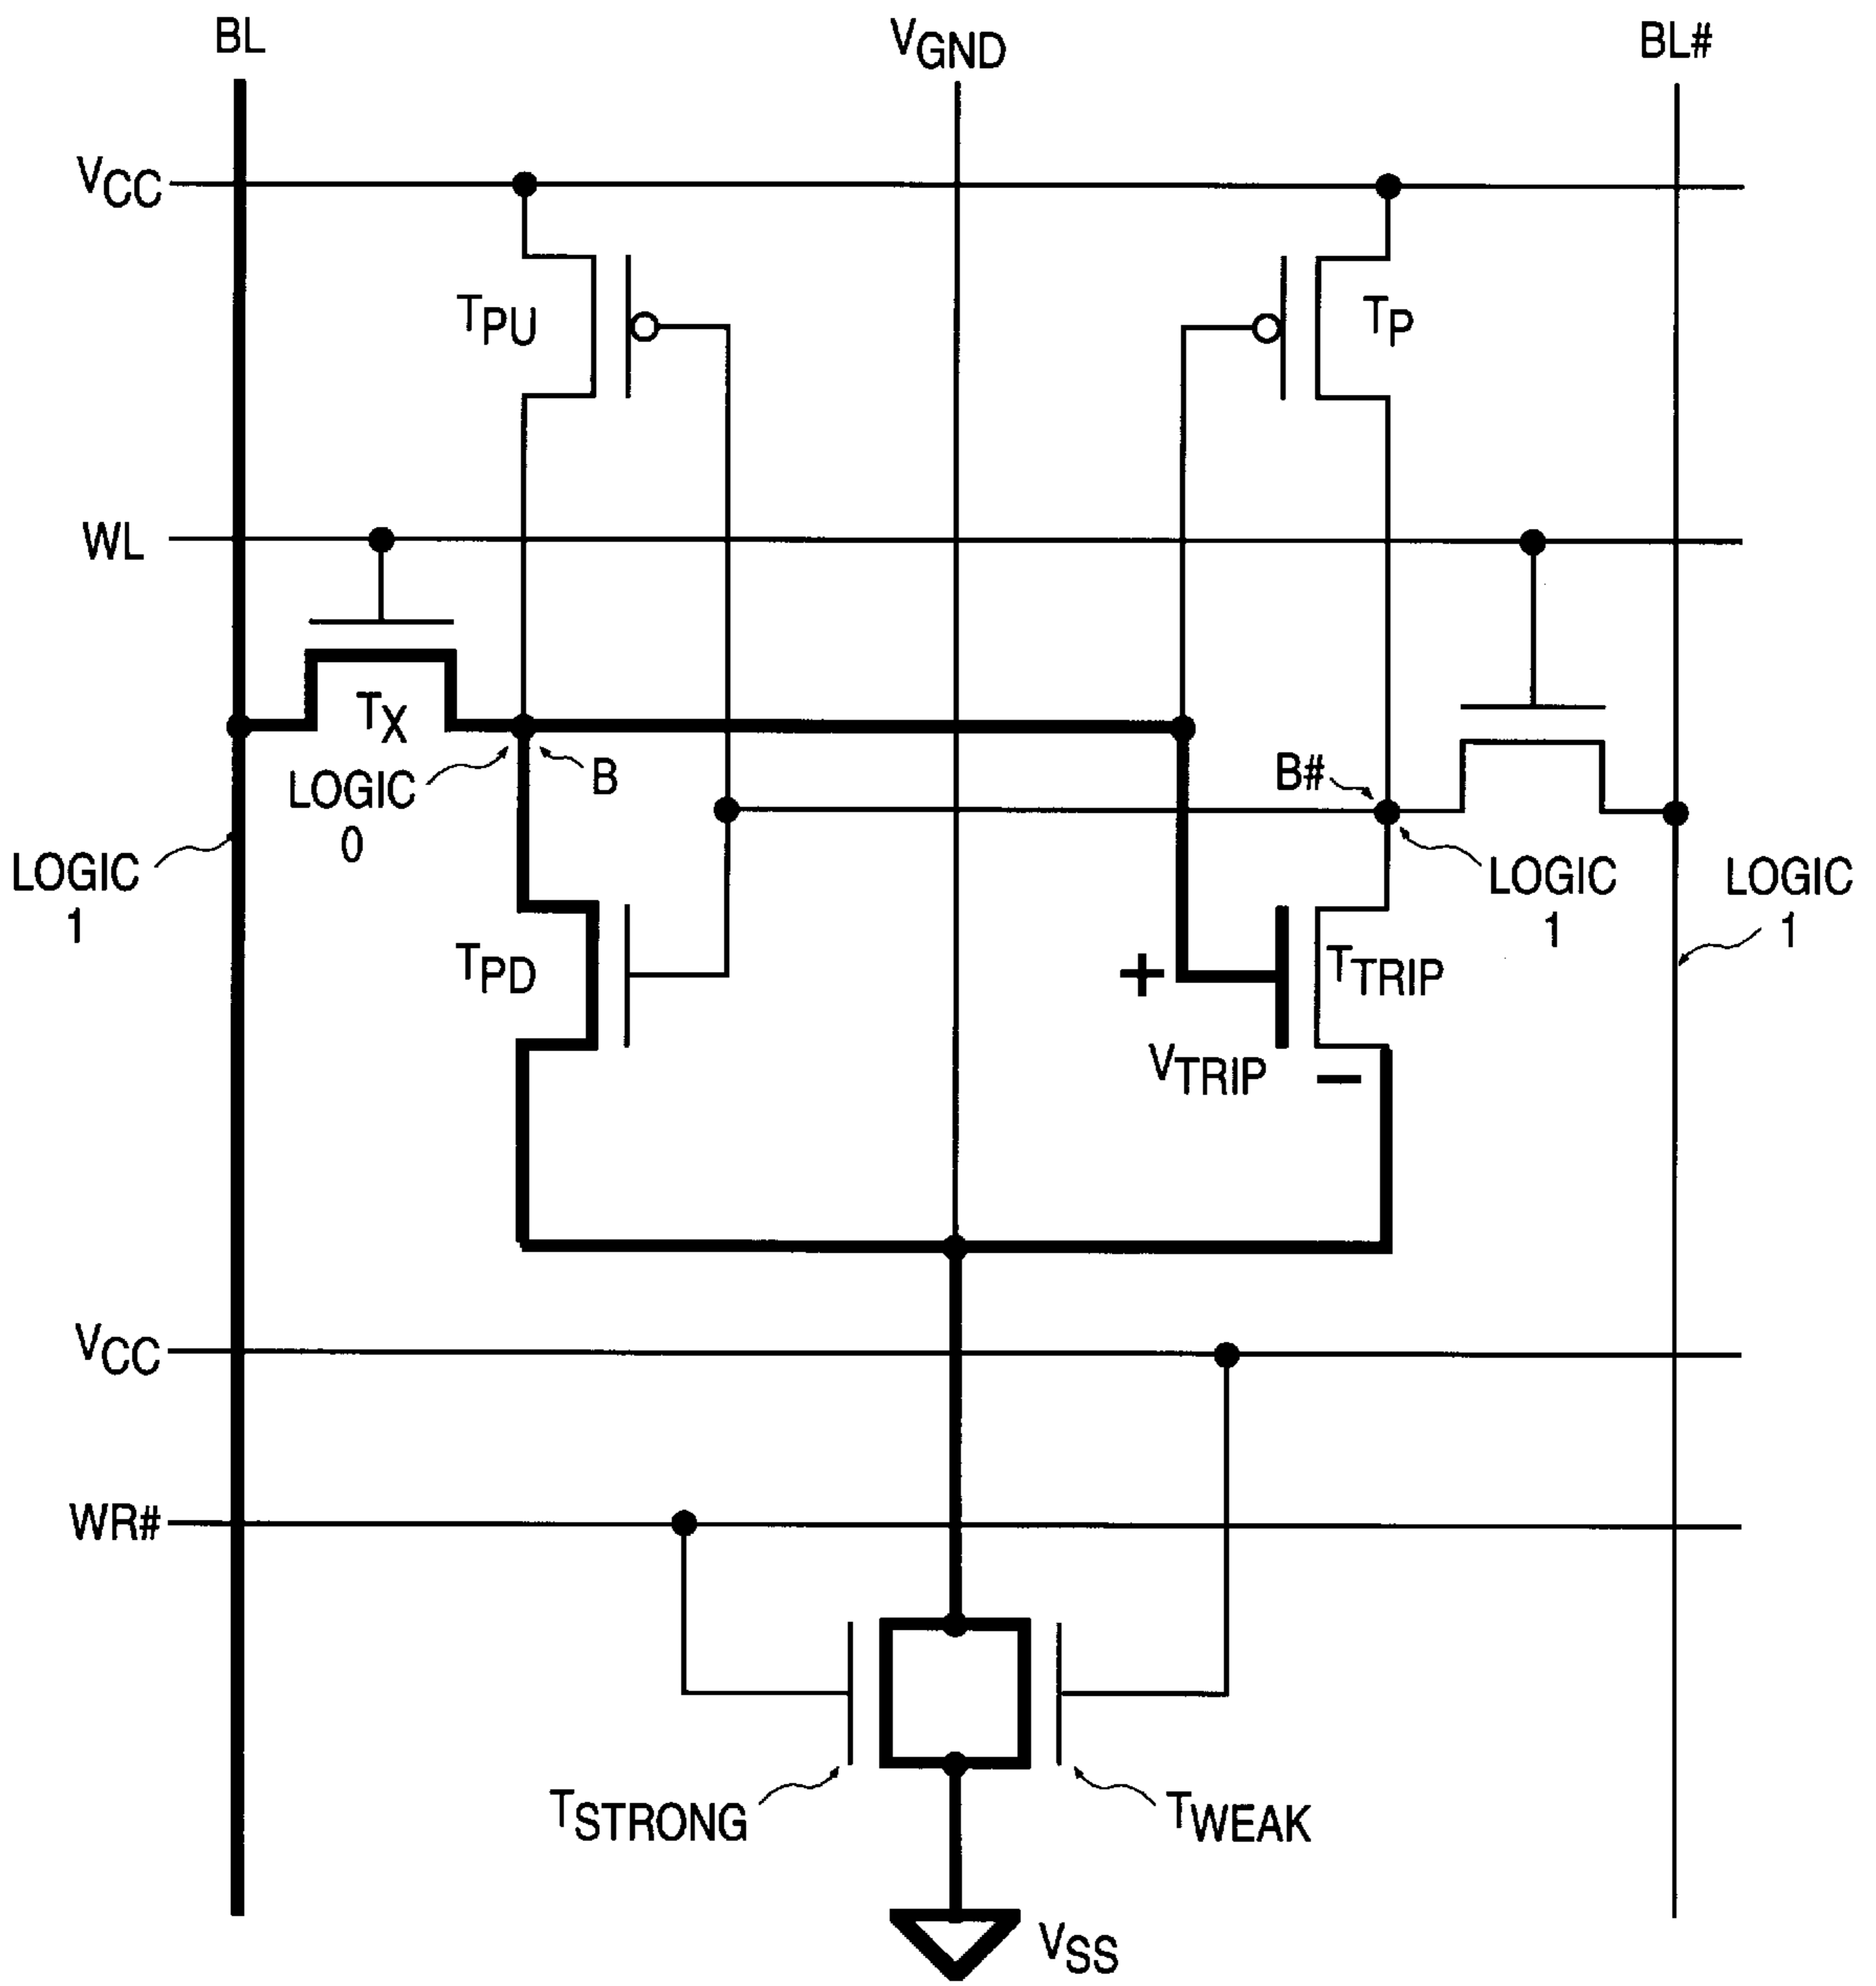 BL
VGND
BL#
VCC
TPU
TP
WL
TX
LOGIC
0
B
B#
LOGIC
1
LOGIC
1
LOGIC
1
TPD
+
TTRIP
VTRIP
−
VCC
WR#
TSTRONG
TWEAK
VSS